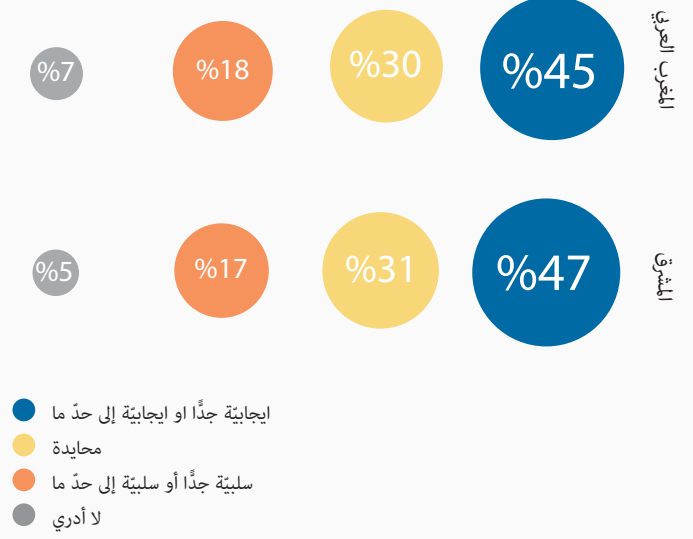 المغرب العربي
%45
%30
%18
%7
المشرق
%47
%31
%17
%5
ايجابيّة جدًّا او ايجابيّة إلى حدّ ما
محايدة
سلبيّة جدًّا أو سلبيّة إلى حدّ ما
لا أدري